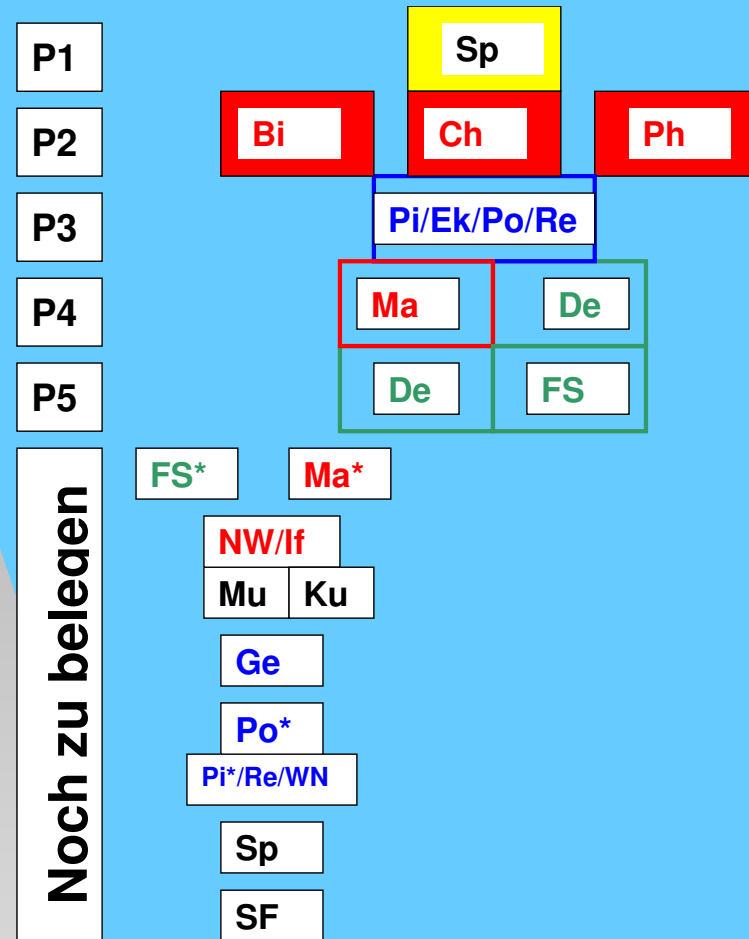 P1 Sp
P2 Bi Ch Ph
P3 Pi/Ek/Po/Re
P4 Ma De
P5 De FS
Noch zu belegen
FS* Ma*
NW/If
Mu Ku
Ge
Po*
Pi*/Re/WN
Sp
SF